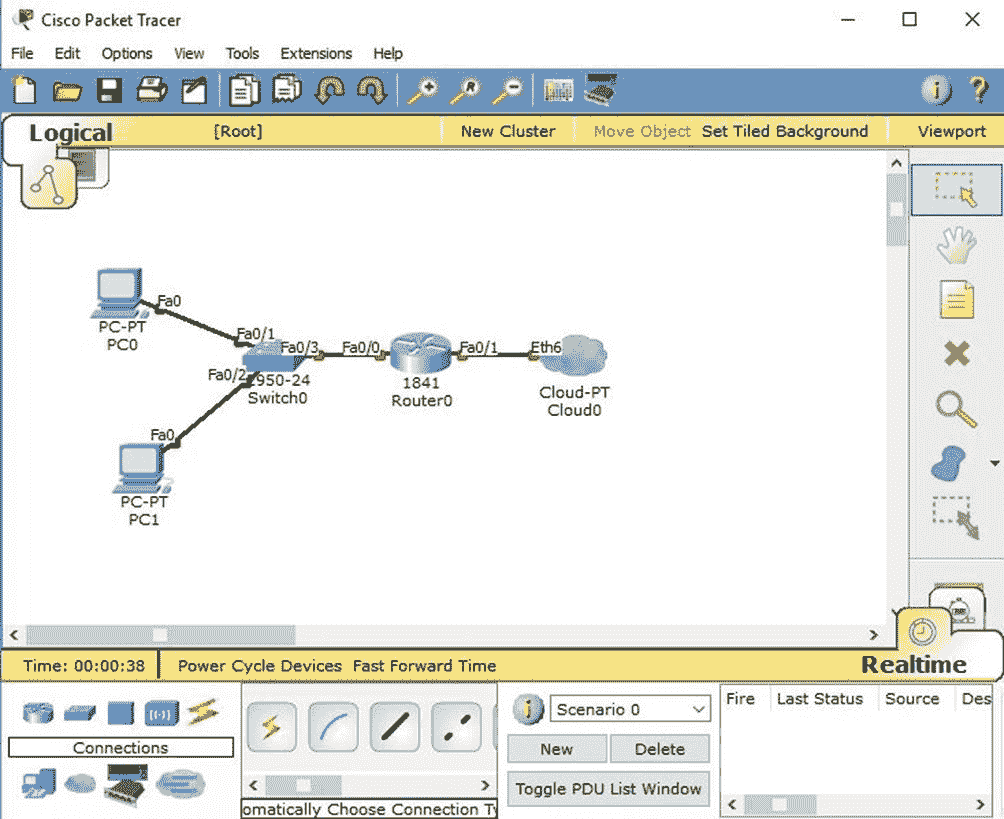 Cisco Packet Tracer
File Edit Options View Tools Extensions Help
Logical [Root] New Cluster Move Object Set Tiled Background Viewport
Fa0
PC-PT
PC0
Fa0/1
Fa0/3 Fa0/0 Fa0/1 Eth6
Fa0/2 2950-24
Switch0
1841
Router0
Cloud-PT
Cloud0
Fa0
PC-PT
PC1
Realtime
Time: 00:00:38 Power Cycle Devices Fast Forward Time
Connections
omatically Choose Connection Ty
Scenario 0
New Delete
Toggle PDU List Window
Fire Last Status Source Des